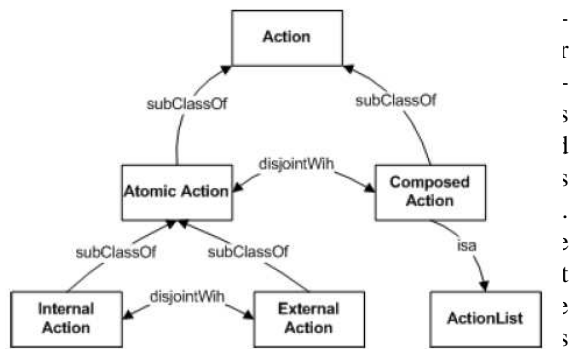 Action
subClassOf
subClassOf
disjointWih
Atomic Action
Composed
Action
subClassOf
subClassOf
isa
disjointWih
Internal
Action
External
Action
ActionList
-
r
-
s
d
s
.
e
t
e
s